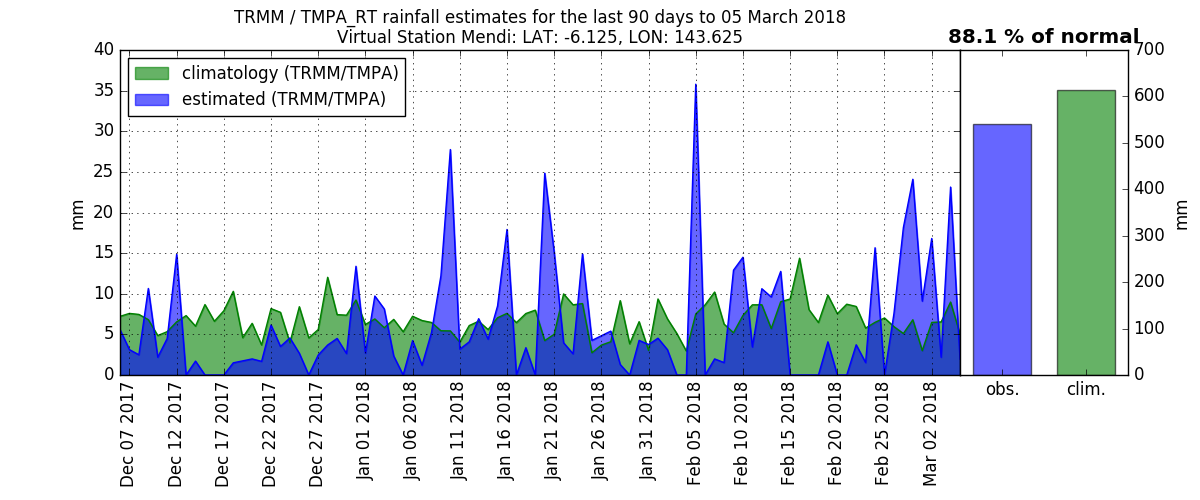 TRMM / TMPA_RT rainfall estimates for the last 90 days to 05 March 2018
Virtual Station Mendi: LAT: -6.125, LON: 143.625
88.1 % of normal
climatology (TRMM/TMPA)
estimated (TRMM/TMPA)
mm
40
35
30
25
20
15
10
5
0
Dec 07 2017
Dec 12 2017
Dec 17 2017
Dec 22 2017
Dec 27 2017
Jan 01 2018
Jan 06 2018
Jan 11 2018
Jan 16 2018
Jan 21 2018
Jan 26 2018
Jan 31 2018
Feb 05 2018
Feb 10 2018
Feb 15 2018
Feb 20 2018
Feb 25 2018
Mar 02 2018
obs.
clim.
700
600
500
400
300
200
100
0
mm